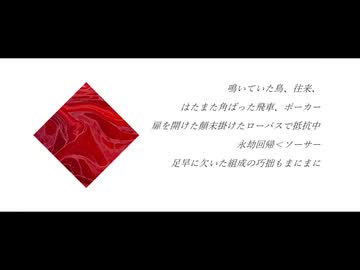 鳴いていた鳥、往来、
はたまた角ばった飛車、ポーカー
扉を開けた顛末掛けたローパスで抵抗中
永劫回帰＜ソーサー
足早に欠いた組成の巧拙もまにまに